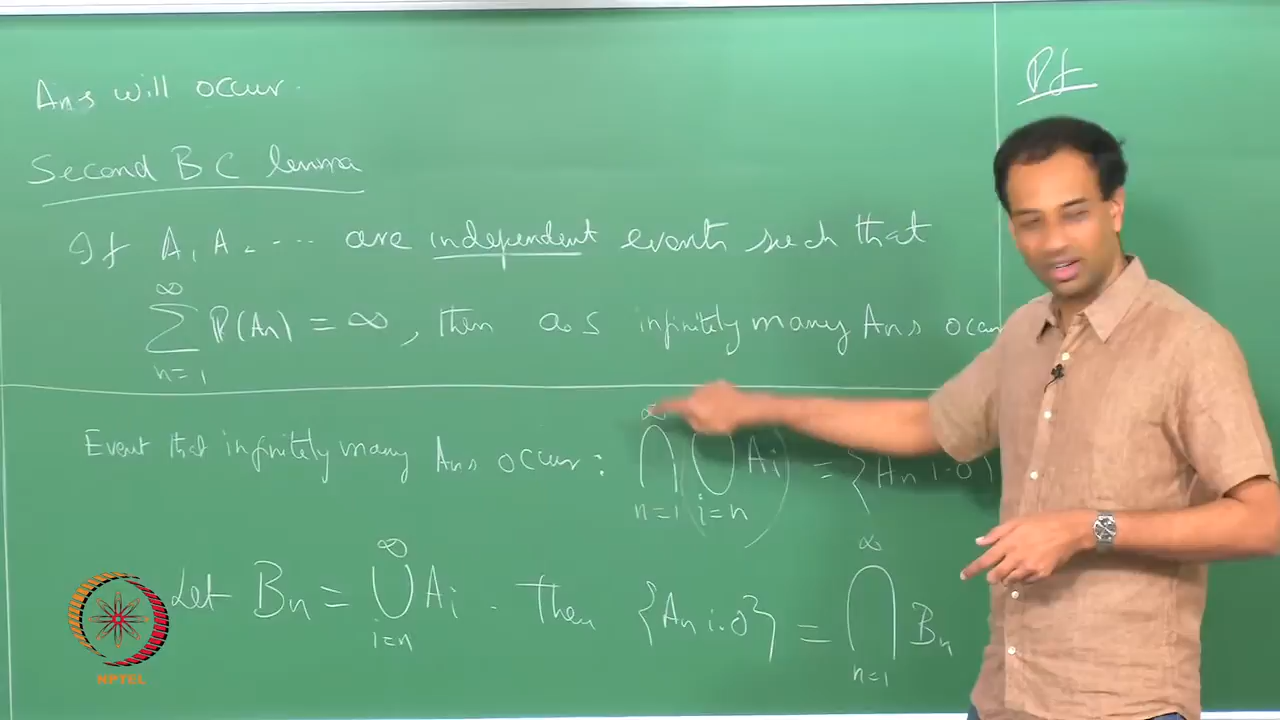 Ans will occur.
Second BC lemma
If A₁ A₂ ... are independent events such that
∑_{n=1}^{∞} ℙ(An) = ∞, then a.s infinitely many Ans occur
Event that infinitely many Ans occur: ⋂_{n=1}^{∞} (⋃_{i=n} Ai) = {An i.o}
Let Bn = ⋃_{i=n}^{∞} Ai. Then {An i.o} = ⋂_{n=1}^{∞} Bn
Pf
NPTEL